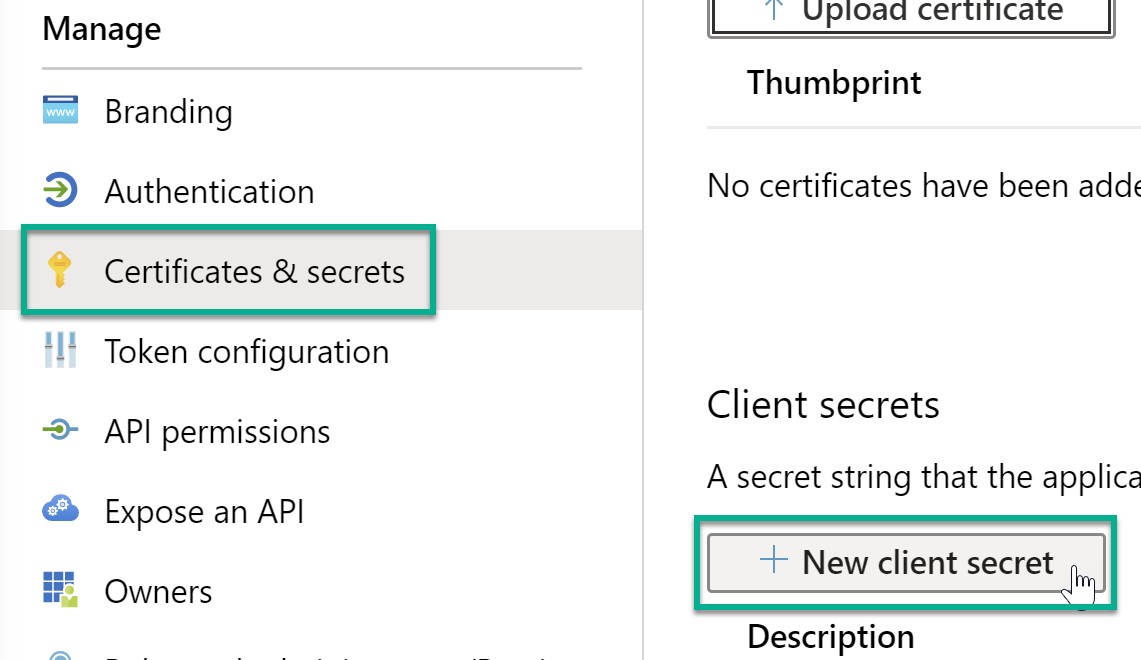 Manage
www
Branding
Authentication
Certificates & secrets
Token configuration
API permissions
Expose an API
Owners
Upload certificate
Thumbprint
No certificates have been adde
Client secrets
A secret string that the applica
New client secret
Description